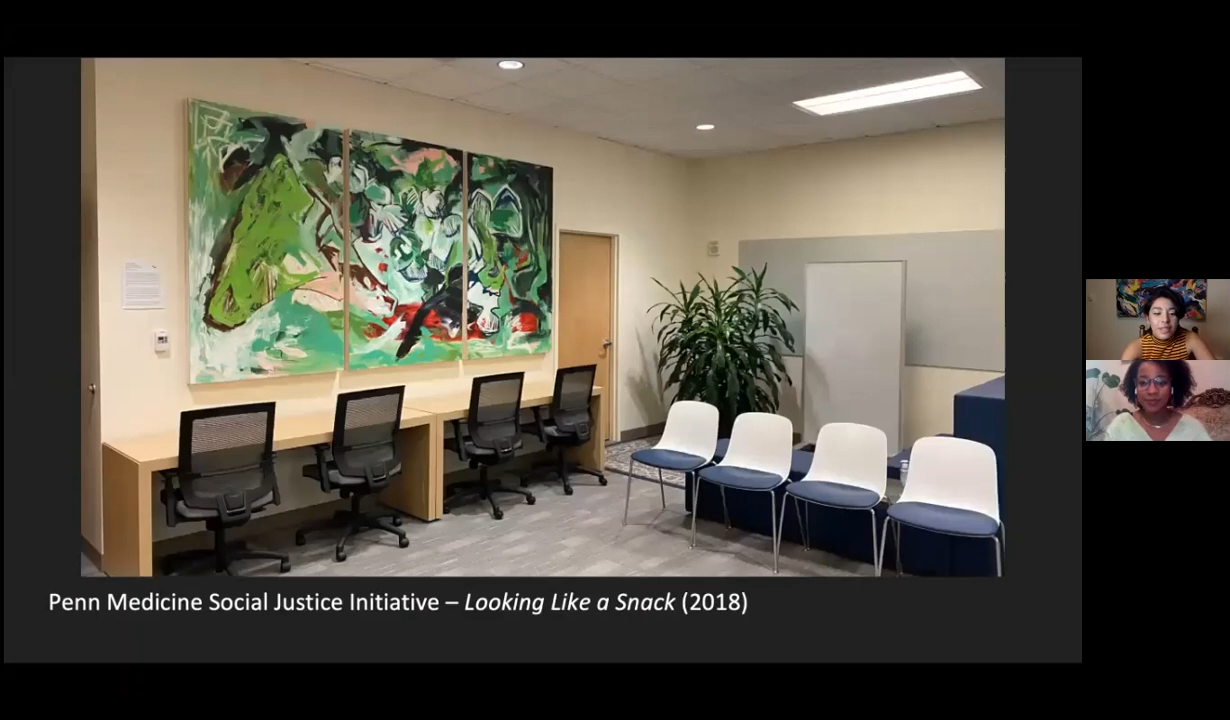 Penn Medicine Social Justice Initiative – Looking Like a Snack (2018)